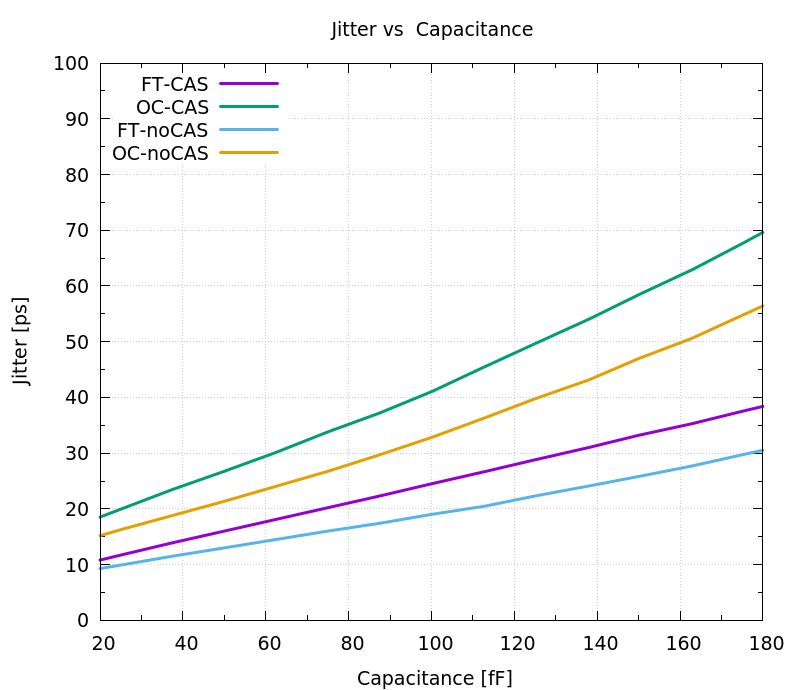 Jitter vs  Capacitance
100
90
80
70
60
50
40
30
20
10
0
FT-CAS
OC-CAS
FT-noCAS
OC-noCAS
Jitter [ps]
20 40 60 80 100 120 140 160 180
Capacitance [fF]